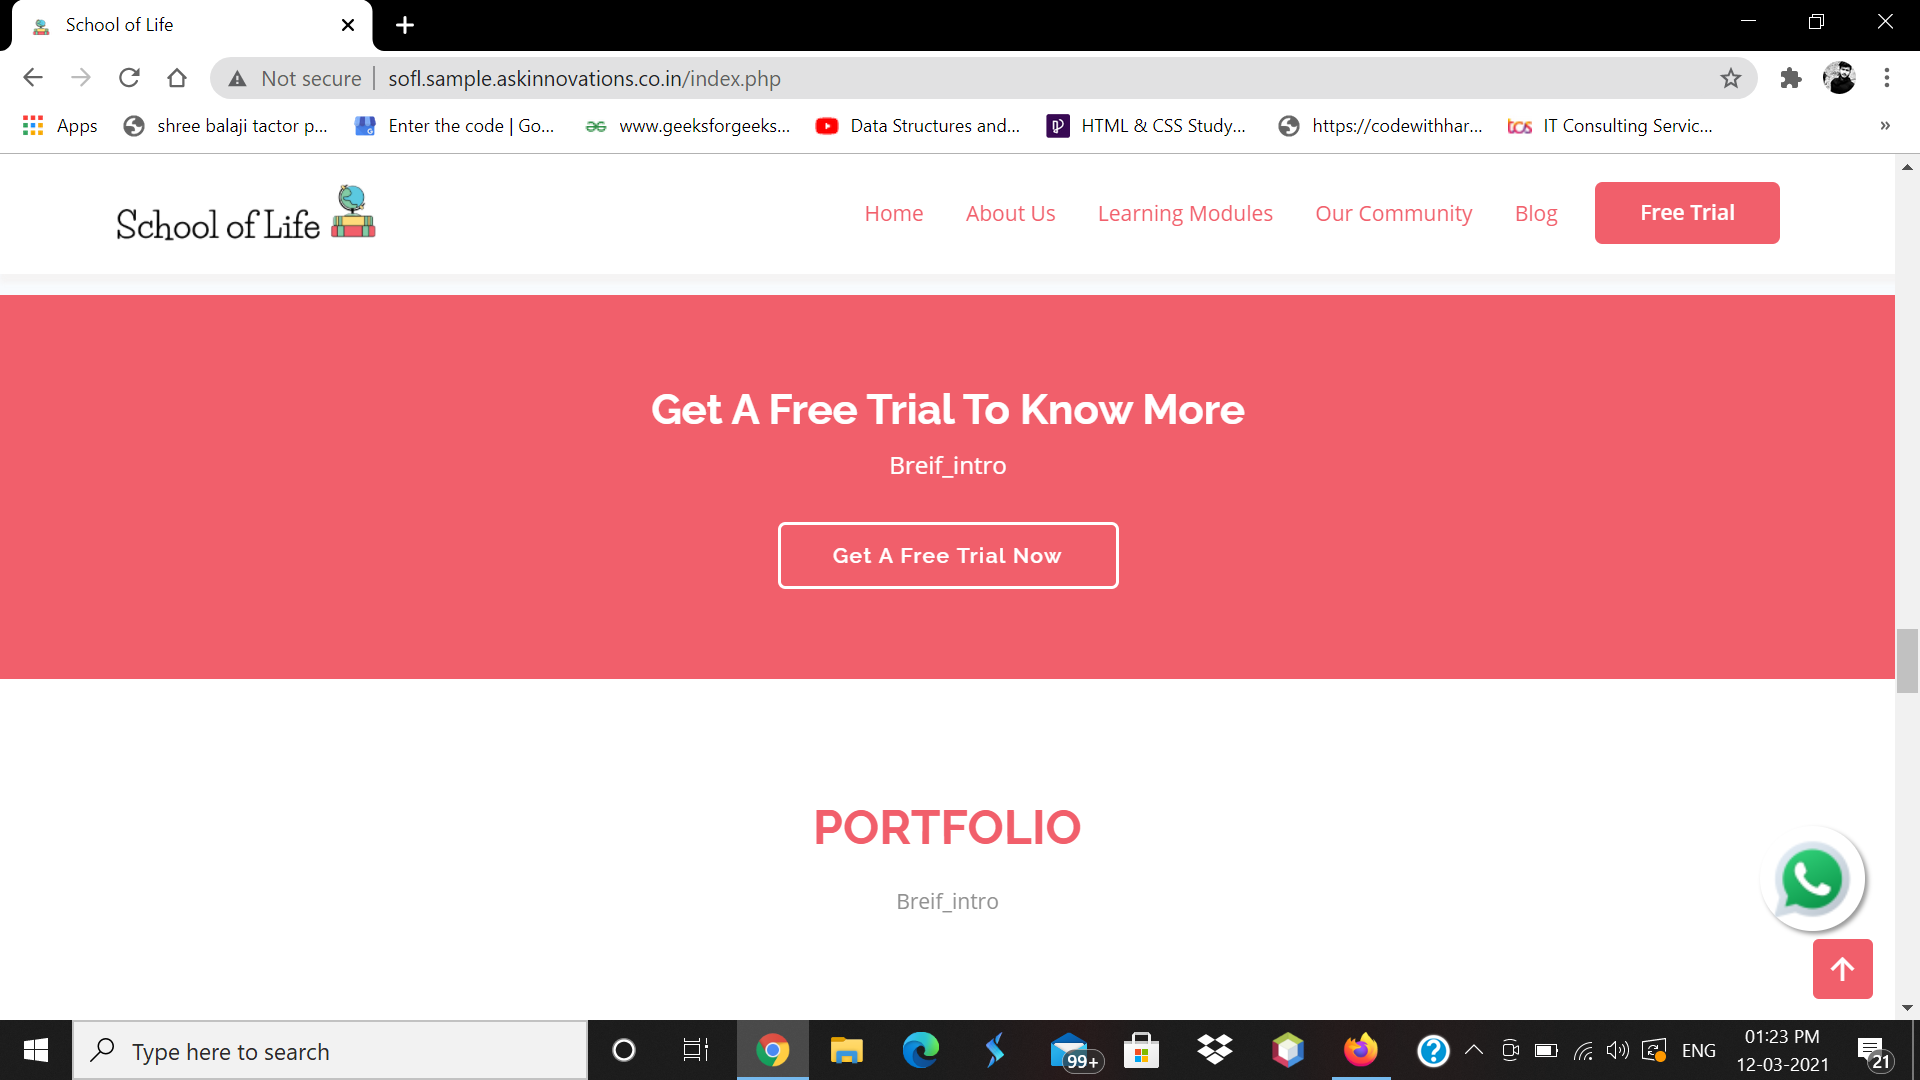 School of Life
Not secure
sofl.sample.askinnovations.co.in/index.php
Apps
shree balaji tactor p...
Enter the code | Go...
www.geeksforgeeks...
Data Structures and...
HTML & CSS Study...
https://codewithhar...
tcs
IT Consulting Servic...
»
School of Life
Home
About Us
Learning Modules
Our Community
Blog
Free Trial
Get A Free Trial To Know More
Breif_intro
Get A Free Trial Now
PORTFOLIO
Breif_intro
Type here to search
99+
ENG
01:23 PM
12-03-2021
21